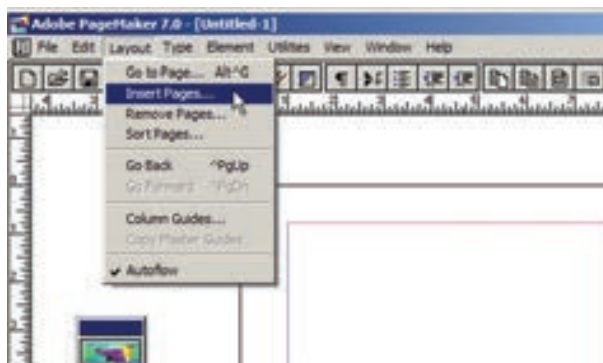 Adobe PageMaker 7.0 - [Untitled-1]
File Edit Layout Type Element Utilities View Window Help
Go to Page... Alt^G
Insert Pages...
Remove Pages...
Sort Pages...
Go Back ^PgUp
Go Forward ^PgDn
Column Guides...
Copy Master Guides
Autoflow